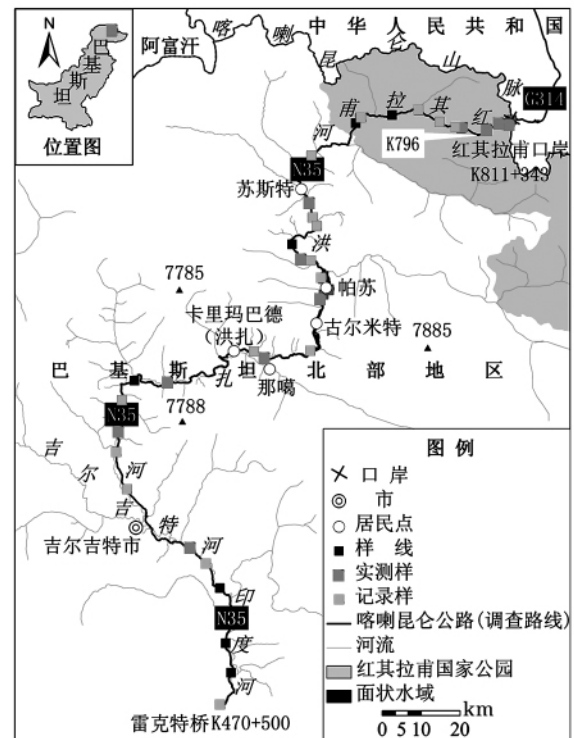 N
巴
基
斯
坦
位置图
中华人民共和国
阿富汗
喀喇昆仑山脉
G314
红其拉甫河
K796
红其拉甫口岸
K811+343
N35
苏斯特
洪
7785
帕苏
卡里玛巴德
(洪扎)
古尔米特
7885
巴基斯坦北部地区
扎
那噶
N35
7788
河
吉尔吉特河
吉尔吉特市
N35
印度河
雷克特桥K470+500
图 例
口 岸
市
居民点
样 线
实测样
记录样
喀喇昆仑公路(调查路线)
河流
红其拉甫国家公园
面状水域
km
0 5 10 20